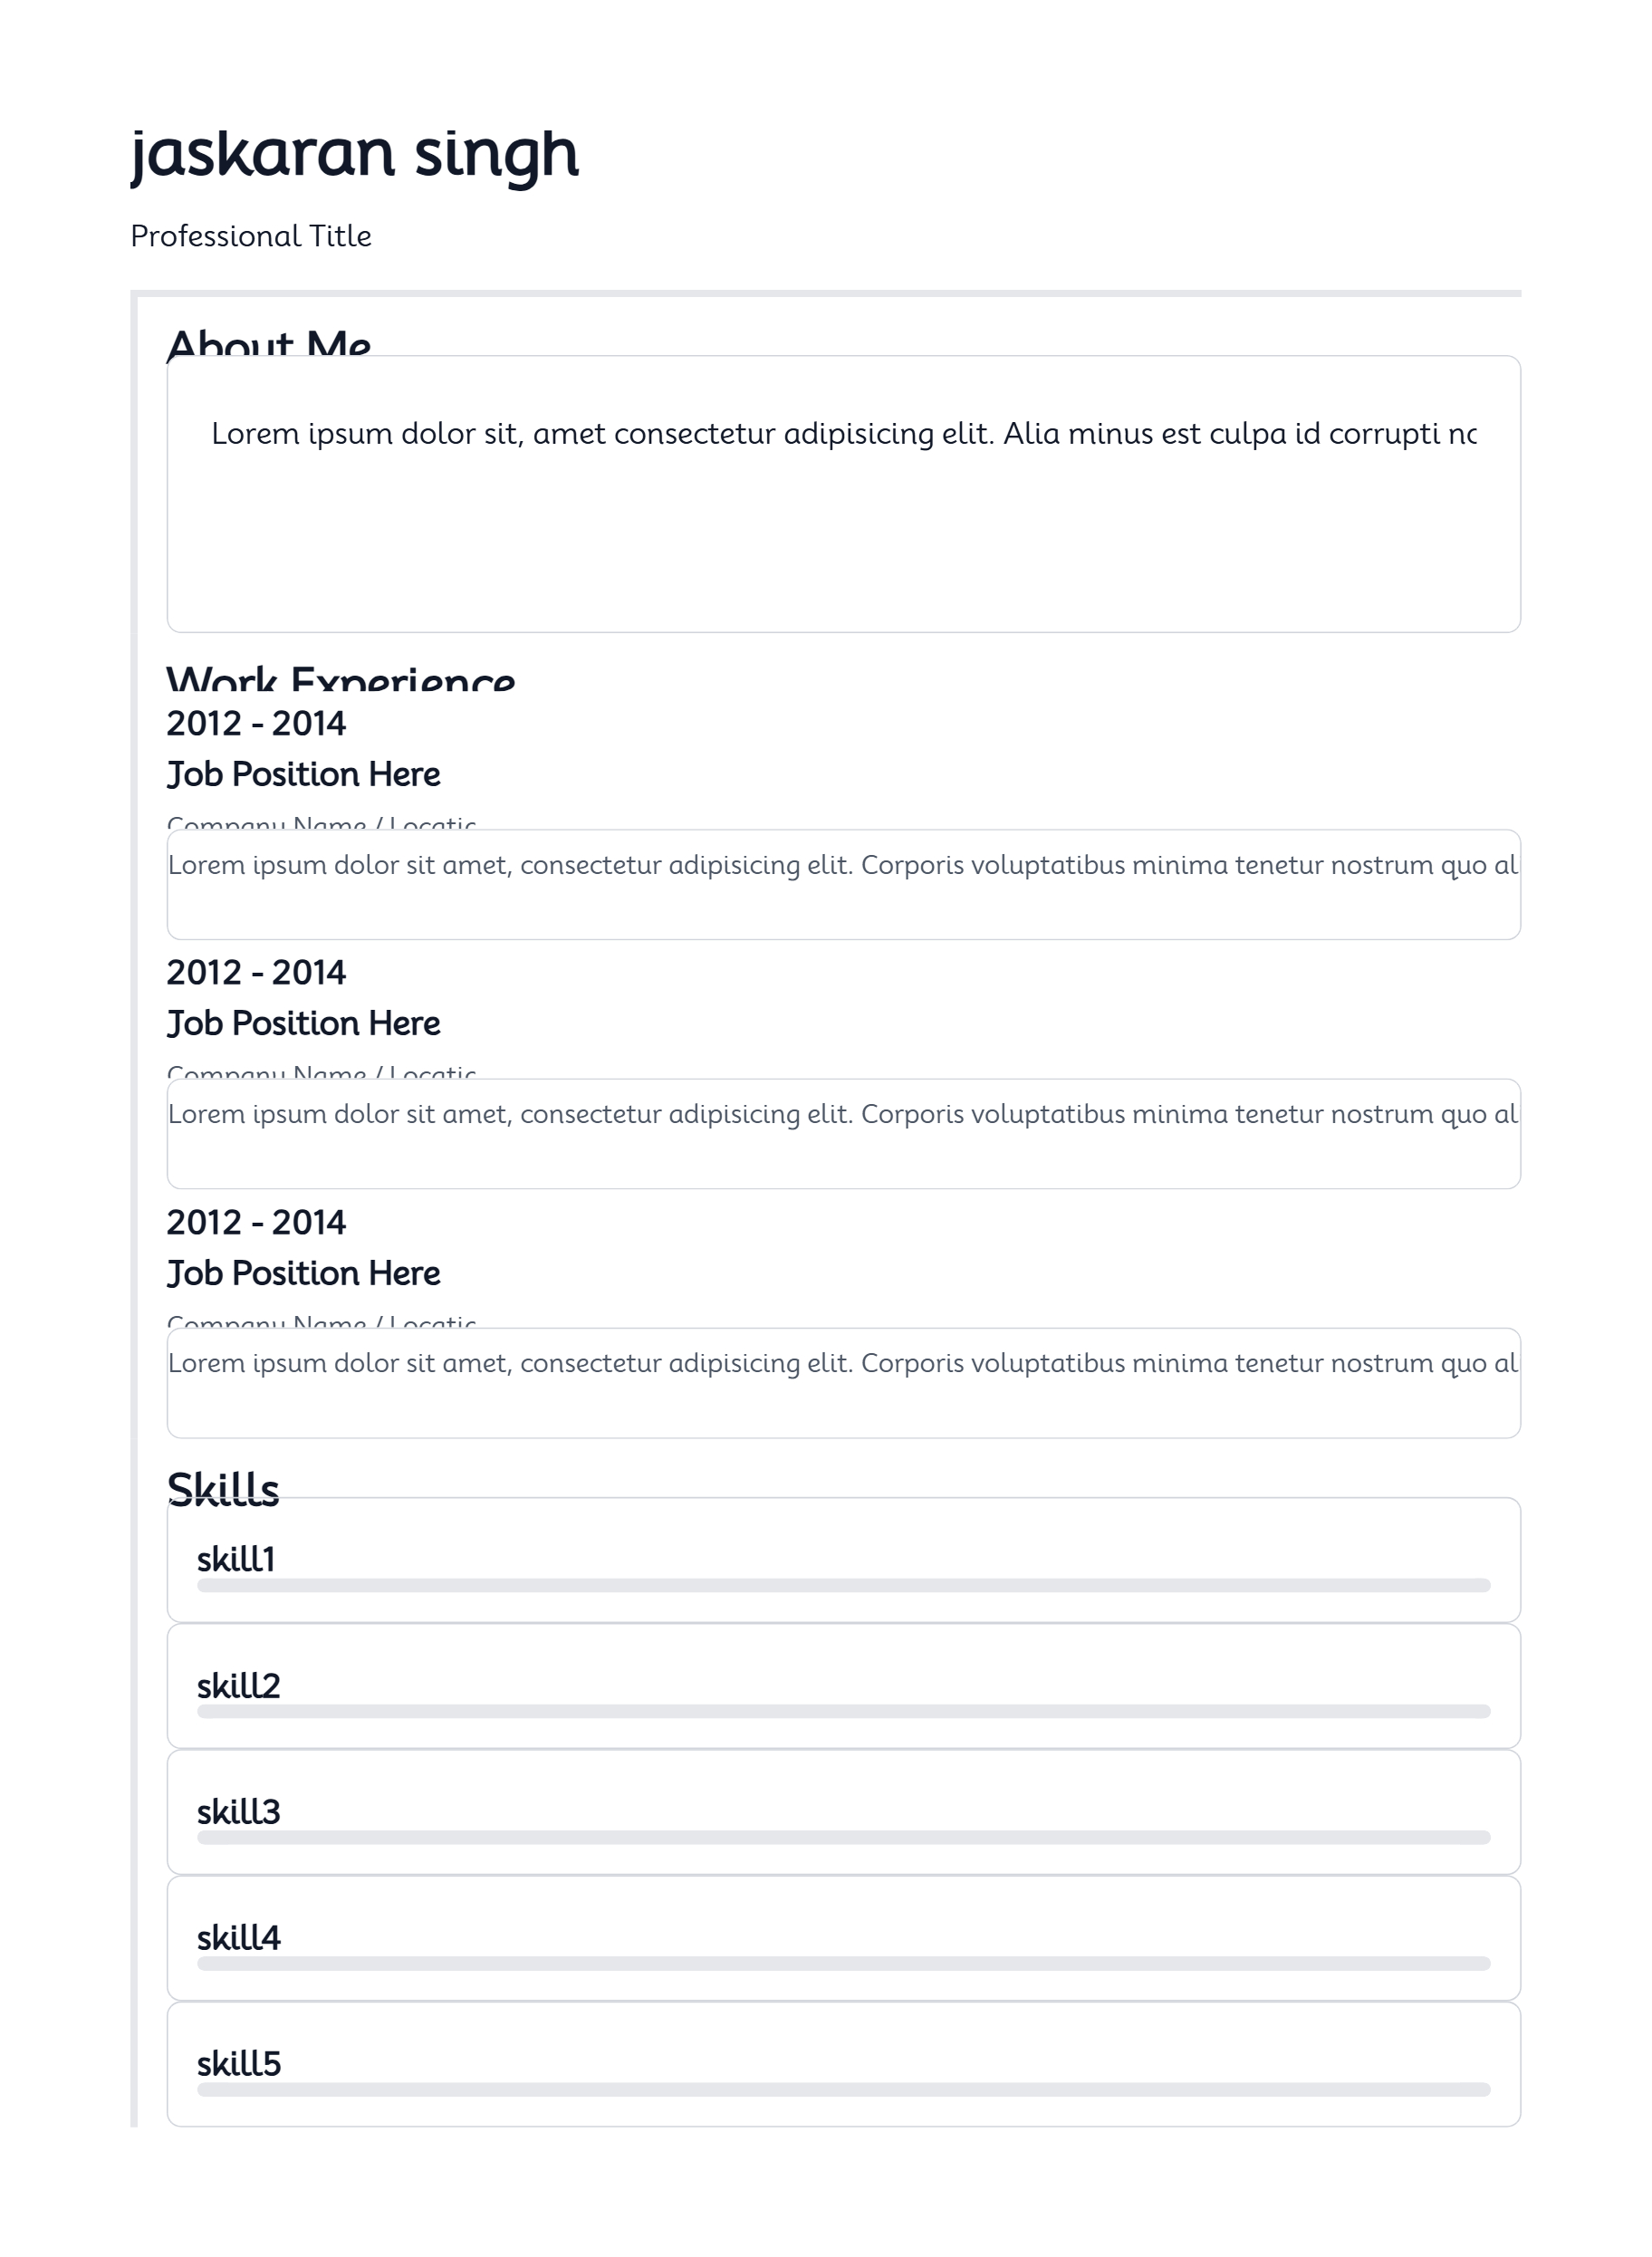 jaskaran singh
Professional Title
About Me
Lorem ipsum dolor sit, amet consectetur adipisicing elit. Alia minus est culpa id corrupti
Work Experience
2012 - 2014
Job Position Here
Company Name /
Lorem ipsum dolor sit amet, consectetur adipisicing elit. Corporis voluptatibus minima tenetur nostrum quo al
2012 - 2014
Job Position Here
Company Name /
Lorem ipsum dolor sit amet, consectetur adipisicing elit. Corporis voluptatibus minima tenetur nostrum quo al
2012 - 2014
Job Position Here
Company Name /
Lorem ipsum dolor sit amet, consectetur adipisicing elit. Corporis voluptatibus minima tenetur nostrum quo al
Skills
skill1
skill2
skill3
skill4
skill5